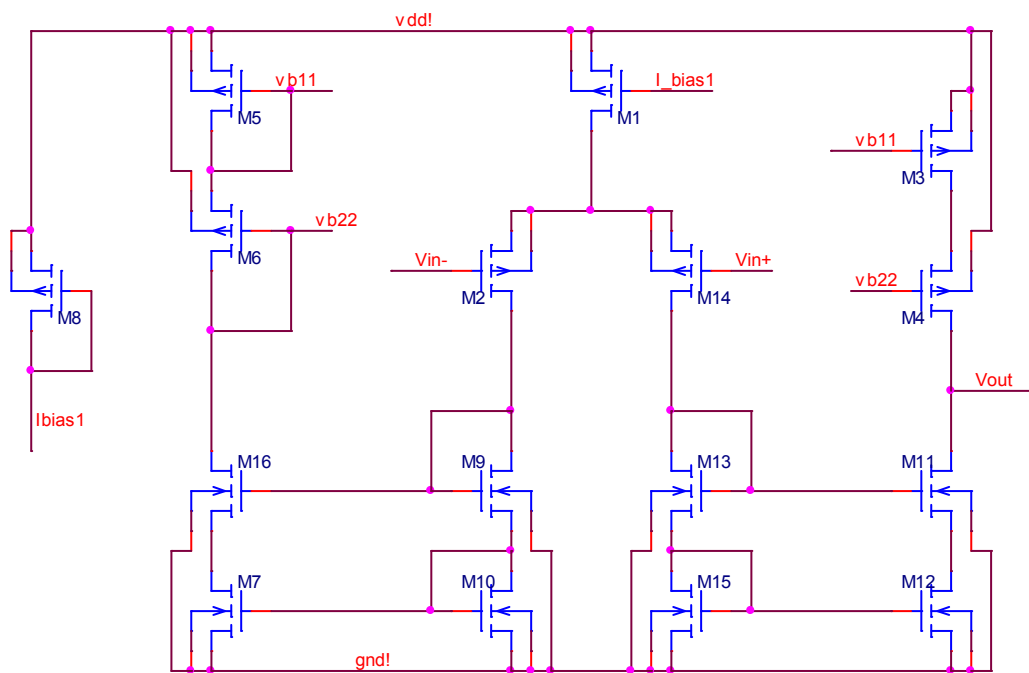 vdd!
vb11
M5
I_bias1
M1
vb11
M3
vb22
M6
Vin-
M2
Vin+
M14
vb22
M4
M8
Ibias1
Vout
M16
M9
M13
M11
M7
M10
M15
M12
gnd!